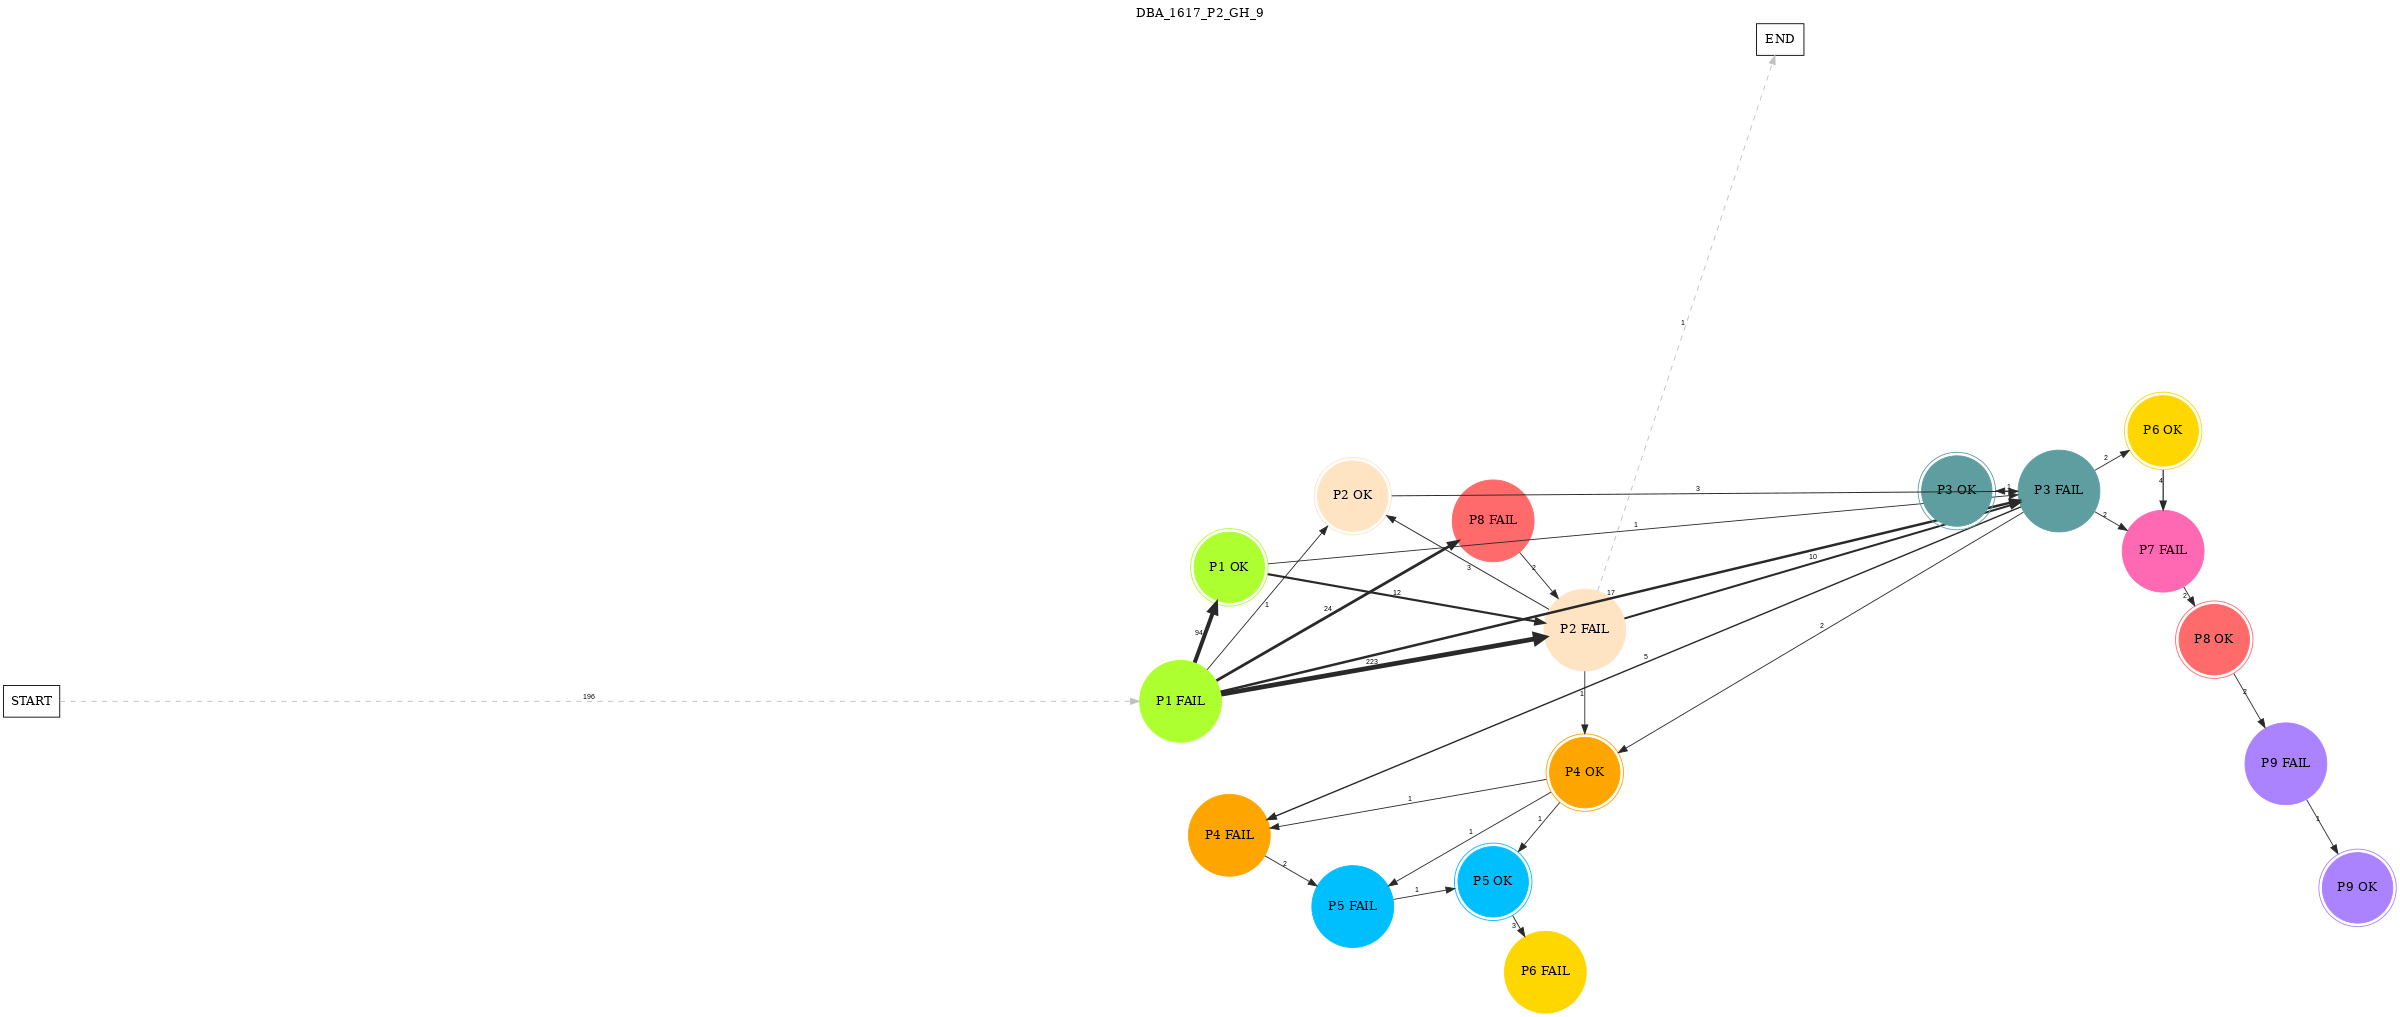 DBA_1617_P2_GH_9
END
1
P6 OK
2
4
P2 OK
3
P3 OK
1
P3 FAIL
P8 FAIL
2
P7 FAIL
1
P1 OK
3
2
10
12
17
2
1
24
2
P2 FAIL
94
P8 OK
223
5
2
START
196
P1 FAIL
1
P9 FAIL
P4 OK
1
1
1
1
P4 FAIL
2
P5 OK
1
P9 OK
P5 FAIL
3
P6 FAIL